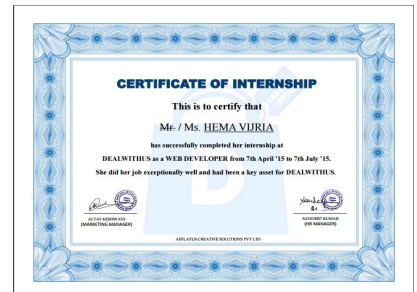 CERTIFICATE OF INTERNSHIP
This is to certify that
Mr. / Ms. HEMA VIJRIA
has successfully completed her internship at
DEALWITHUS as a WEB DEVELOPER from 7th April '15 to 7th July '15.
She did her job exceptionally well and had been a key asset for DEALWITHUS.
ALTAF KESHWANI
(MARKETING MANAGER)
SANDEEP KUMAR
(HR MANAGER)
AFFLATUS CREATIVE SOLUTIONS PVT LTD